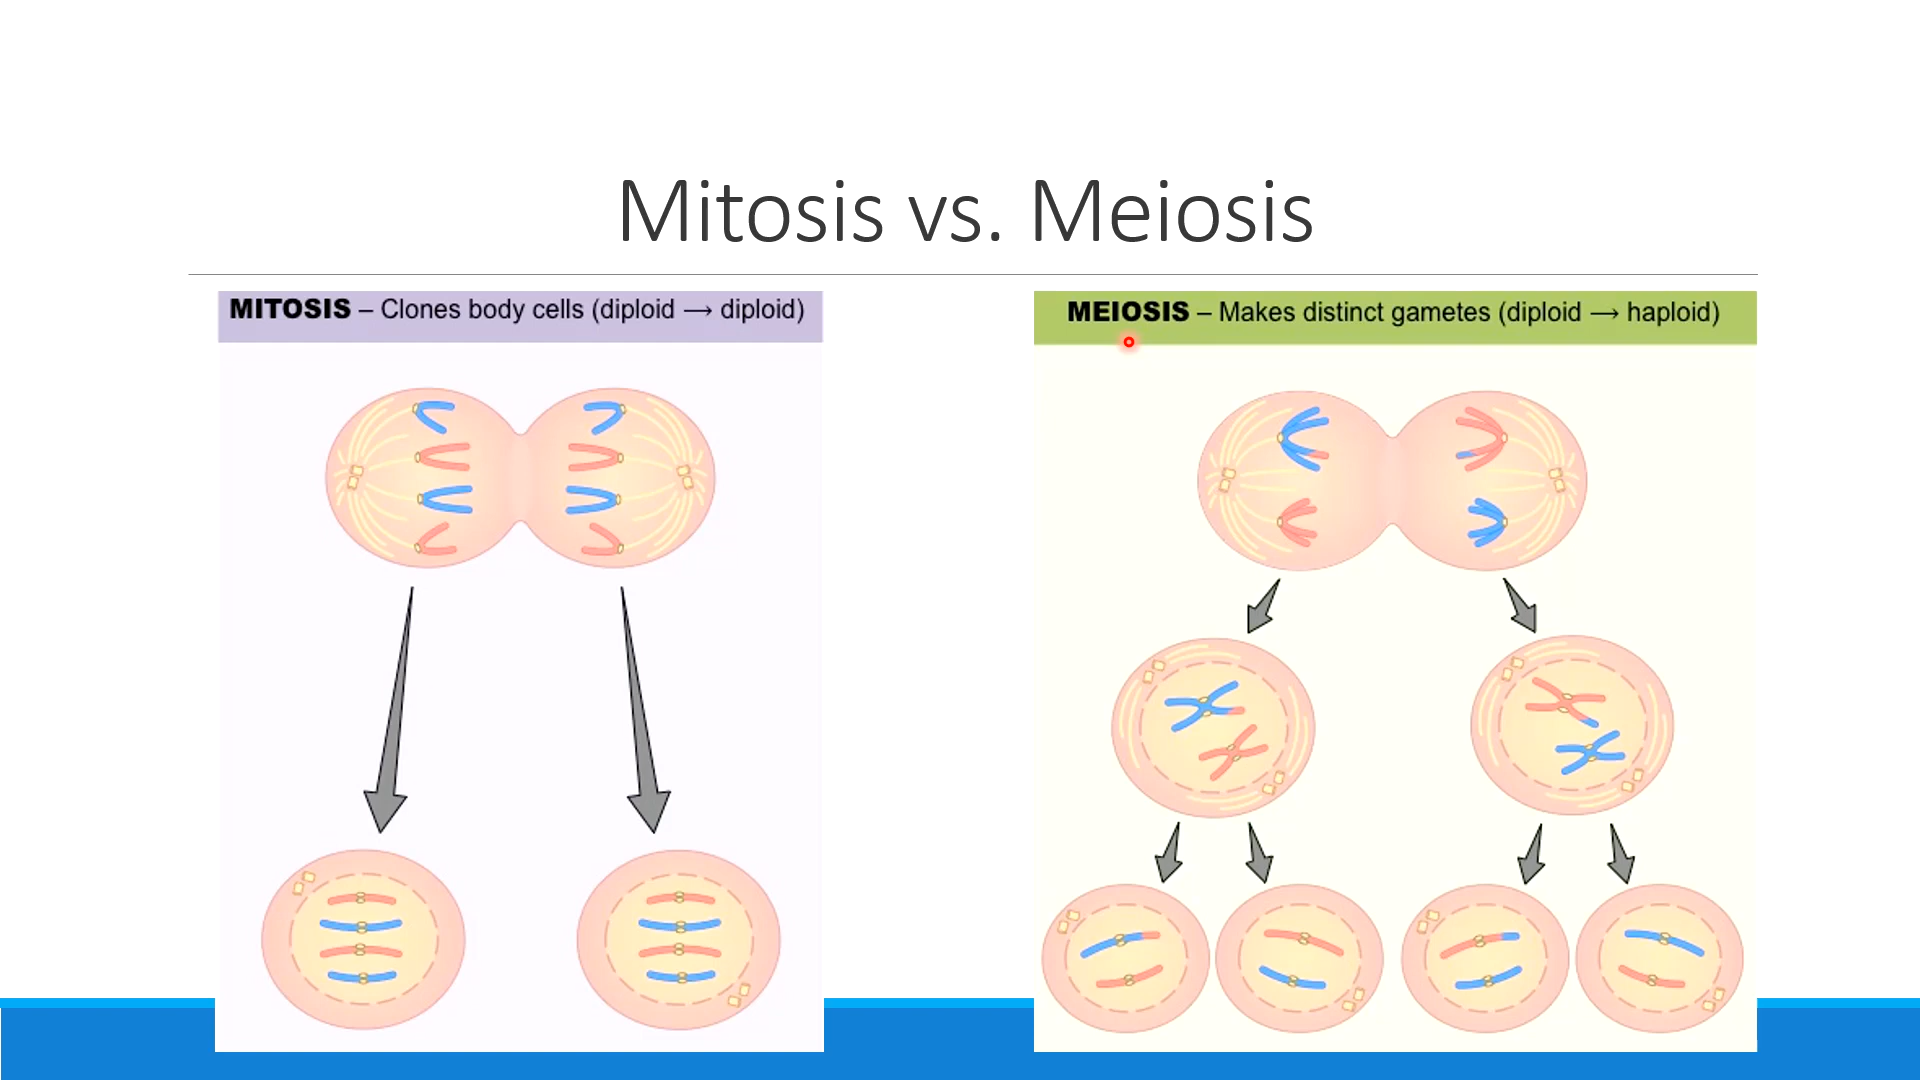 Mitosis vs. Meiosis
MITOSIS – Clones body cells (diploid → diploid)
MEIOSIS – Makes distinct gametes (diploid → haploid)